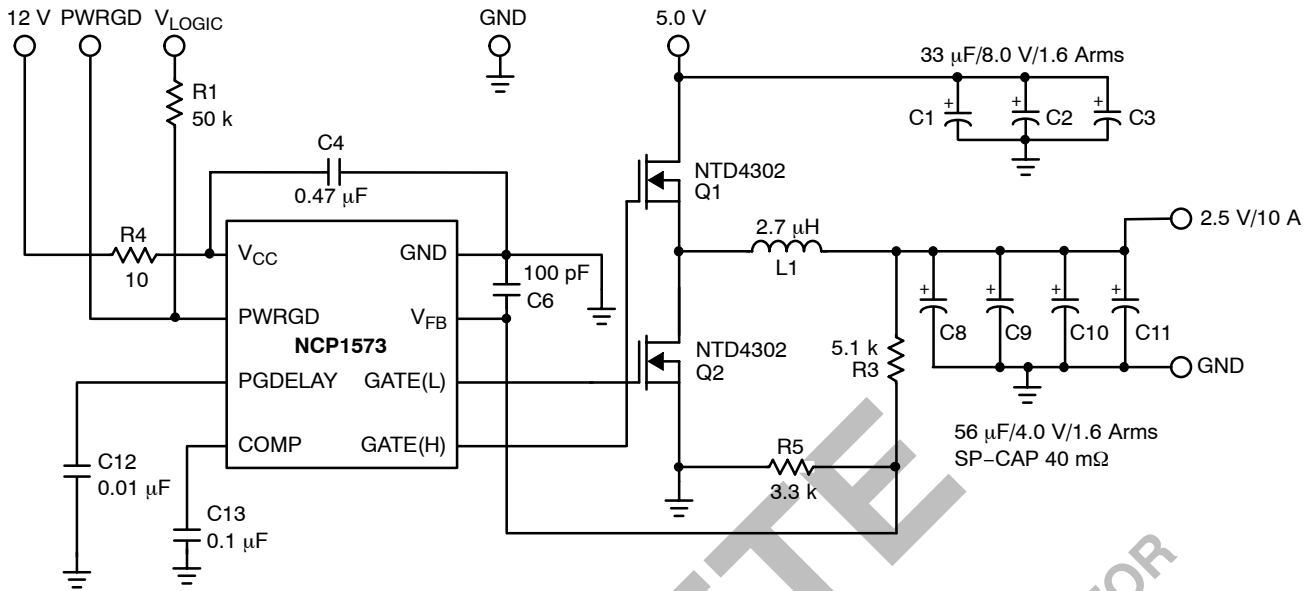 12 V PWRGD VLOGIC GND 5.0 V
33 μF/8.0 V/1.6 Arms
R1
50 k
C1 + C2 + C3 +
C4
0.47 μF
NTD4302
Q1
2.5 V/10 A
R4
10
2.7 μH
L1
VCC GND
100 pF
C6
PWRGD VFB
NCP1573
C8 + C9 + C10 + C11 +
5.1 k
R3
NTD4302
Q2
PGDELAY GATE(L)
GND
COMP GATE(H)
C12
0.01 μF
R5
3.3 k
56 μF/4.0 V/1.6 Arms
SP−CAP 40 mΩ
C13
0.1 μF